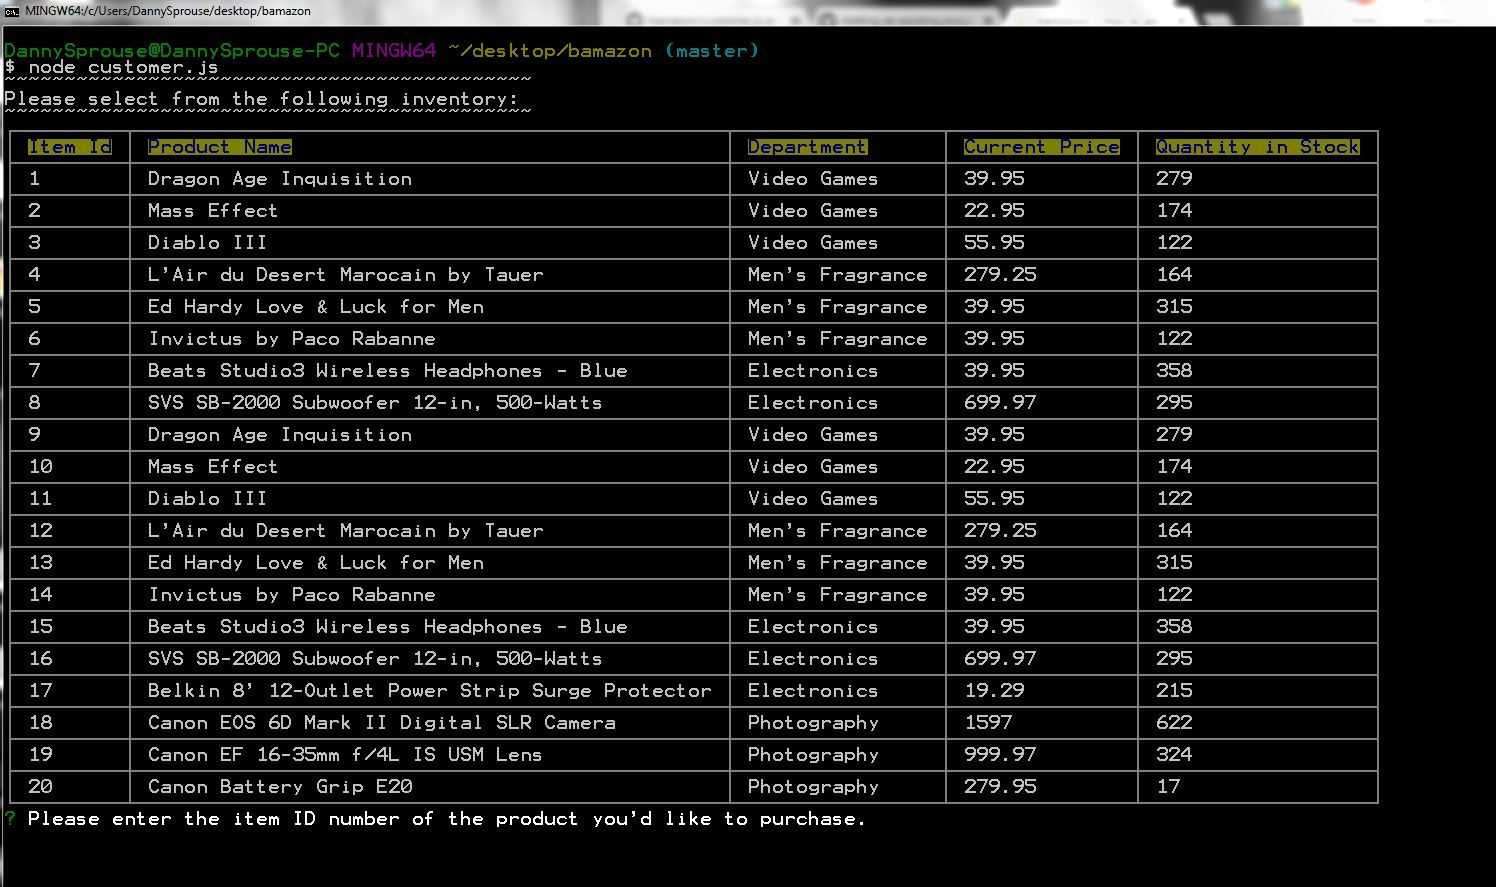 MINGW64:/c/Users/DannySprouse/desktop/bamazon
DannySprouse@DannySprouse-PC MINGW64 ~/desktop/bamazon (master)
$ node customer.js
~~~~~~~~~~~~~~~~~~~~~~~~~~~~~~~~~~~~~~~~~~~~
Please select from the following inventory:
~~~~~~~~~~~~~~~~~~~~~~~~~~~~~~~~~~~~~~~~~~~~
Item Id Product Name Department Current Price Quantity in Stock
1 Dragon Age Inquisition Video Games 39.95 279
2 Mass Effect Video Games 22.95 174
3 Diablo III Video Games 55.95 122
4 L'Air du Desert Marocain by Tauer Men's Fragrance 279.25 164
5 Ed Hardy Love & Luck for Men Men's Fragrance 39.95 315
6 Invictus by Paco Rabanne Men's Fragrance 39.95 122
7 Beats Studio3 Wireless Headphones - Blue Electronics 39.95 358
8 SVS SB-2000 Subwoofer 12-in, 500-Watts Electronics 699.97 295
9 Dragon Age Inquisition Video Games 39.95 279
10 Mass Effect Video Games 22.95 174
11 Diablo III Video Games 55.95 122
12 L'Air du Desert Marocain by Tauer Men's Fragrance 279.25 164
13 Ed Hardy Love & Luck for Men Men's Fragrance 39.95 315
14 Invictus by Paco Rabanne Men's Fragrance 39.95 122
15 Beats Studio3 Wireless Headphones - Blue Electronics 39.95 358
16 SVS SB-2000 Subwoofer 12-in, 500-Watts Electronics 699.97 295
17 Belkin 8' 12-Outlet Power Strip Surge Protector Electronics 19.29 215
18 Canon EOS 6D Mark II Digital SLR Camera Photography 1597 622
19 Canon EF 16-35mm f/4L IS USM Lens Photography 999.97 324
20 Canon Battery Grip E20 Photography 279.95 17
? Please enter the item ID number of the product you'd like to purchase.